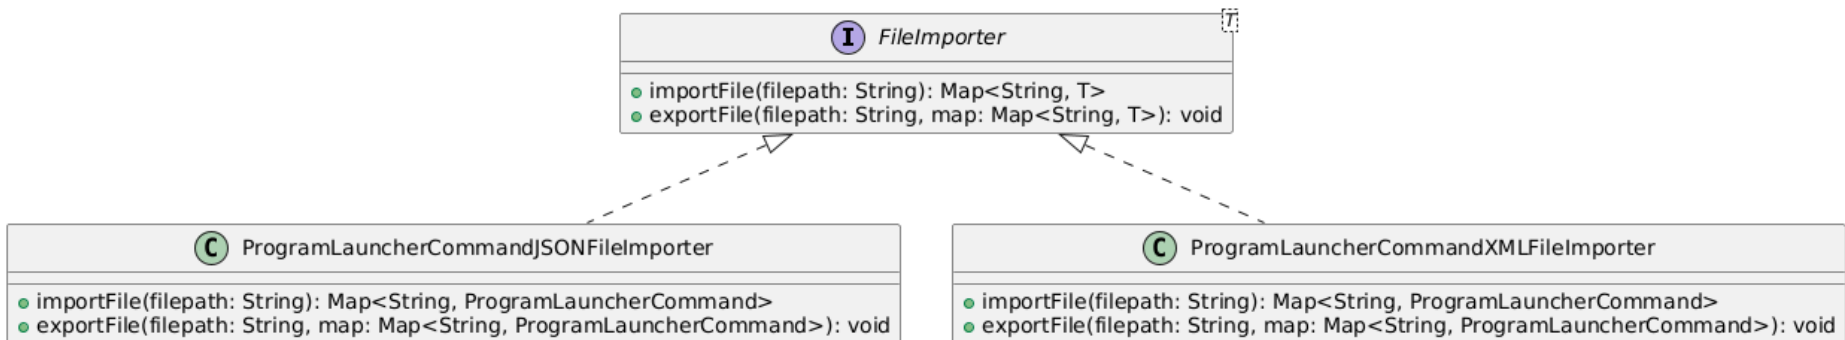 T
I FileImporter
importFile(filepath: String): Map<String, T>
exportFile(filepath: String, map: Map<String, T>): void
C ProgramLauncherCommandJSONFileImporter
importFile(filepath: String): Map<String, ProgramLauncherCommand>
exportFile(filepath: String, map: Map<String, ProgramLauncherCommand>): void
C ProgramLauncherCommandXMLFileImporter
importFile(filepath: String): Map<String, ProgramLauncherCommand>
exportFile(filepath: String, map: Map<String, ProgramLauncherCommand>): void